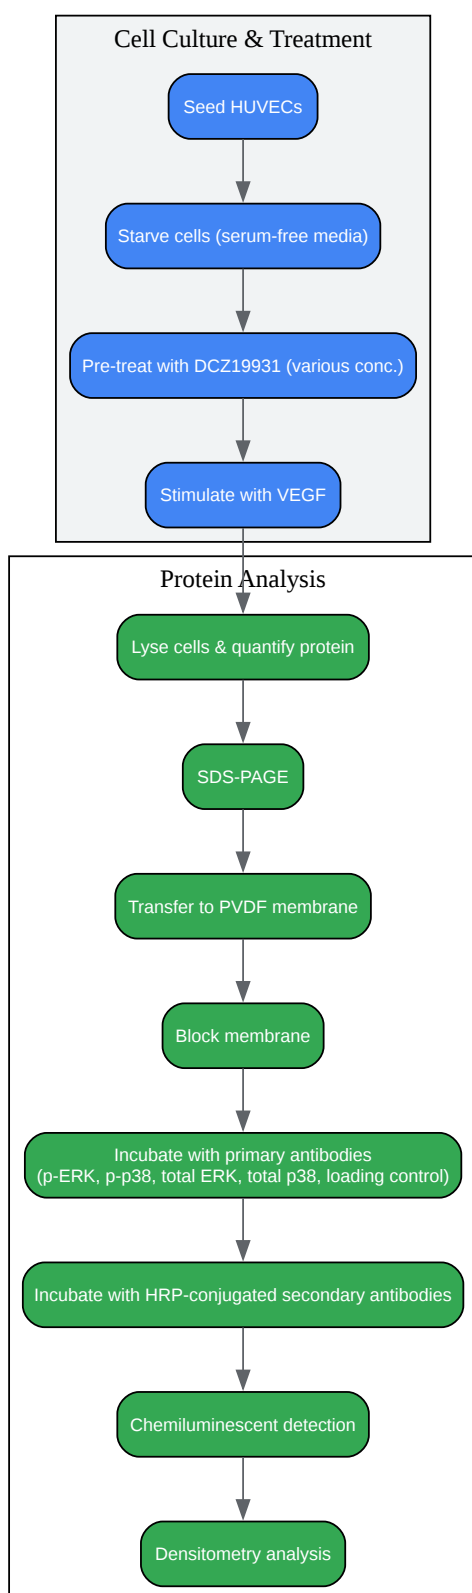 Cell Culture & Treatment
Seed HUVECs
Starve cells (serum-free media)
Pre-treat with DCZ19931 (various conc.)
Stimulate with VEGF
Protein Analysis
Lyse cells & quantify protein
SDS-PAGE
Transfer to PVDF membrane
Block membrane
Incubate with primary antibodies
(p-ERK, p-p38, total ERK, total p38, loading control)
Incubate with HRP-conjugated secondary antibodies
Chemiluminescent detection
Densitometry analysis